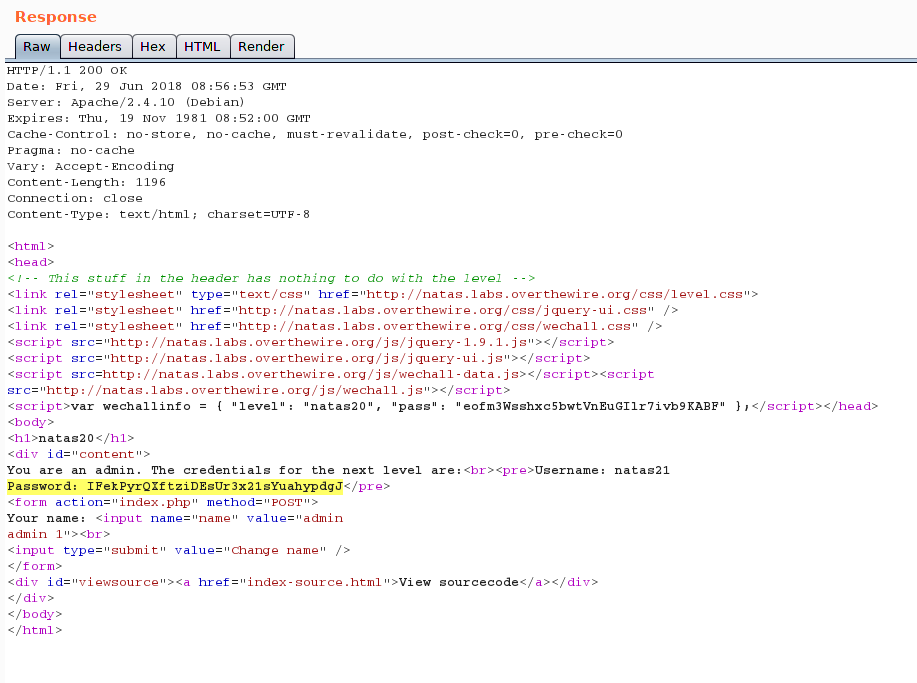 Response
Raw Headers Hex HTML Render
HTTP/1.1 200 OK
Date: Fri, 29 Jun 2018 08:56:53 GMT
Server: Apache/2.4.10 (Debian)
Expires: Thu, 19 Nov 1981 08:52:00 GMT
Cache-Control: no-store, no-cache, must-revalidate, post-check=0, pre-check=0
Pragma: no-cache
Vary: Accept-Encoding
Content-Length: 1196
Connection: close
Content-Type: text/html; charset=UTF-8
<html>
<head>
<!-- This stuff in the header has nothing to do with the level -->
<link rel="stylesheet" type="text/css" href="http://natas.labs.overthewire.org/css/level.css">
<link rel="stylesheet" href="http://natas.labs.overthewire.org/css/jquery-ui.css" />
<link rel="stylesheet" href="http://natas.labs.overthewire.org/css/wechall.css" />
<script src="http://natas.labs.overthewire.org/js/jquery-1.9.1.js"></script>
<script src="http://natas.labs.overthewire.org/js/jquery-ui.js"></script>
<script src=http://natas.labs.overthewire.org/js/wechall-data.js></script><script
src="http://natas.labs.overthewire.org/js/wechall.js"></script>
<script>var wechallinfo = { "level": "natas20", "pass": "eofm3Wsshxc5bwtVnEuGIlr7ivb9KABF" };</script></head>
<body>
<h1>natas20</h1>
<div id="content">
You are an admin. The credentials for the next level are:<br><pre>Username: natas21
Password: IFekPyrQXftziDEsUr3x21sYuahypdgJ</pre>
<form action="index.php" method="POST">
Your name: <input name="name" value="admin
admin 1"><br>
<input type="submit" value="Change name" />
</form>
<div id="viewsource"><a href="index-source.html">View sourcecode</a></div>
</div>
</body>
</html>